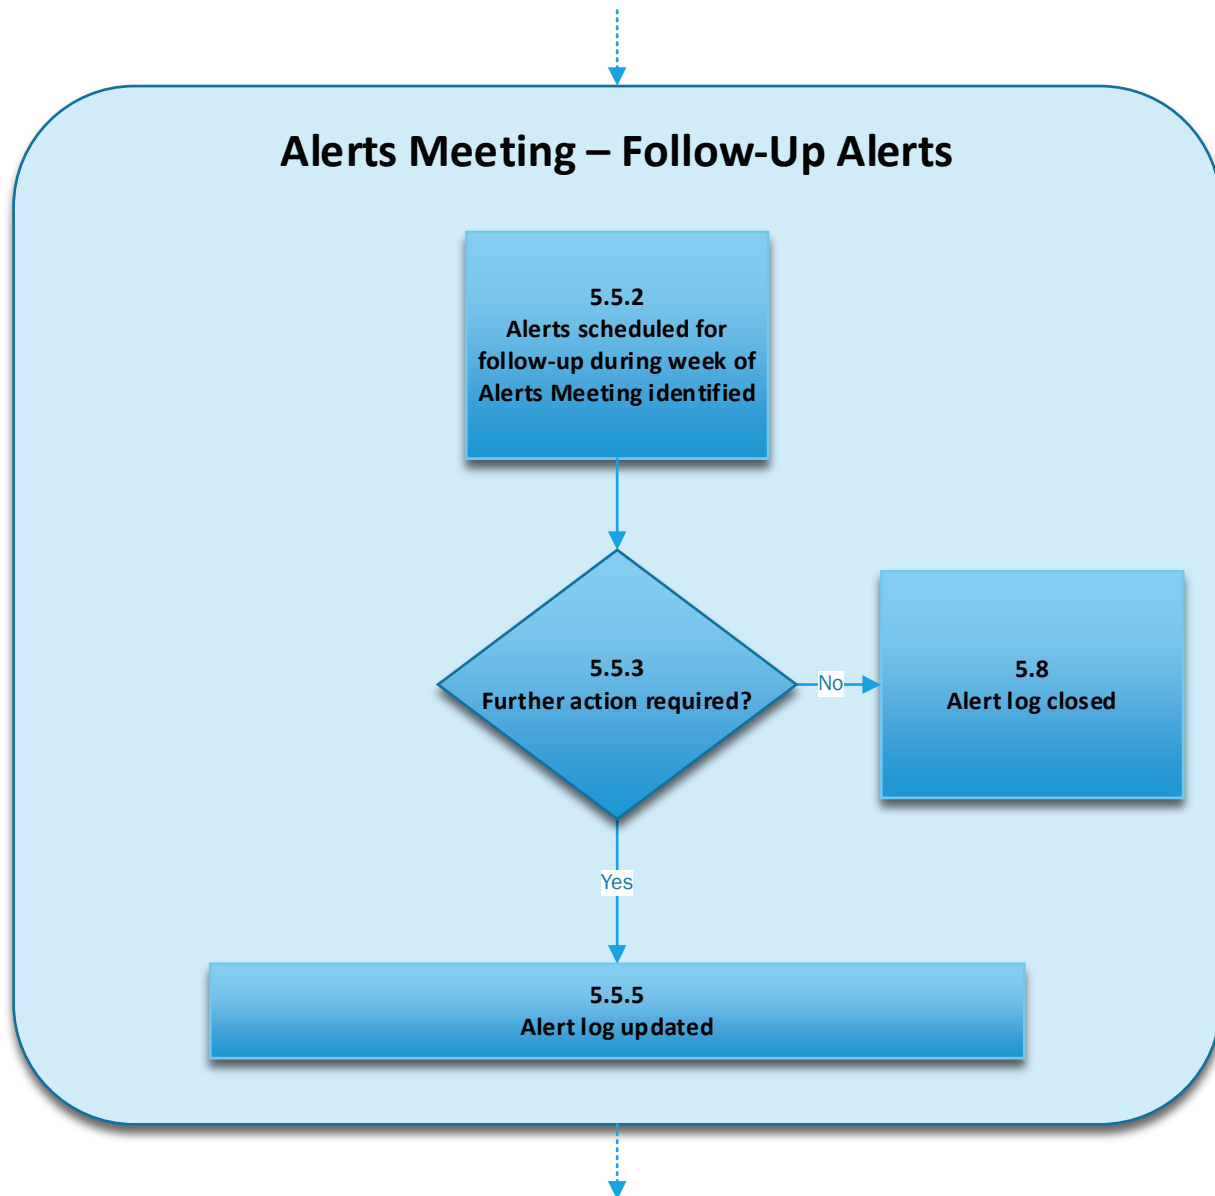 Alerts Meeting – Follow-Up Alerts
5.5.2
Alerts scheduled for
follow-up during week of
Alerts Meeting identified
5.5.3
Further action required?
No
5.8
Alert log closed
Yes
5.5.5
Alert log updated